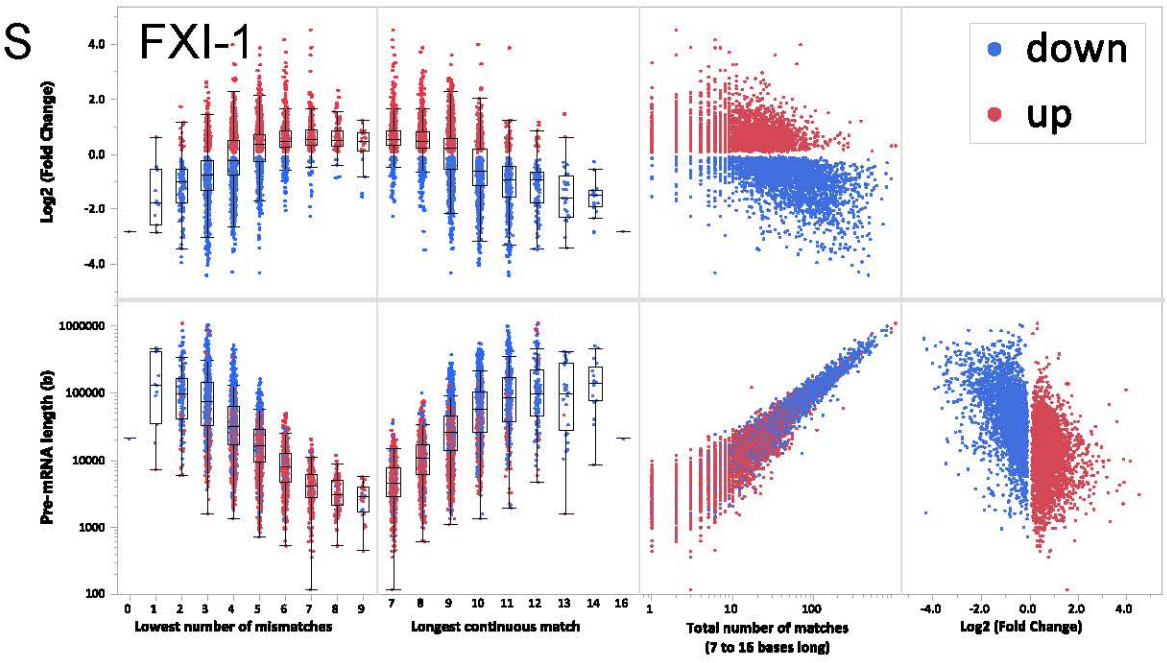 S
FXI-1
down
up
Log2 (Fold Change)
4.0
2.0
0.0
-2.0
-4.0
Pre-mRNA length (b)
1000000
100000
10000
1000
100
0 1 2 3 4 5 6 7 8 9
7 8 9 10 11 12 13 14 16
1 10 100
-4.0 -2.0 0.0 2.0 4.0
Lowest number of mismatches
Longest continuous match
Total number of matches
(7 to 16 bases long)
Log2 (Fold Change)